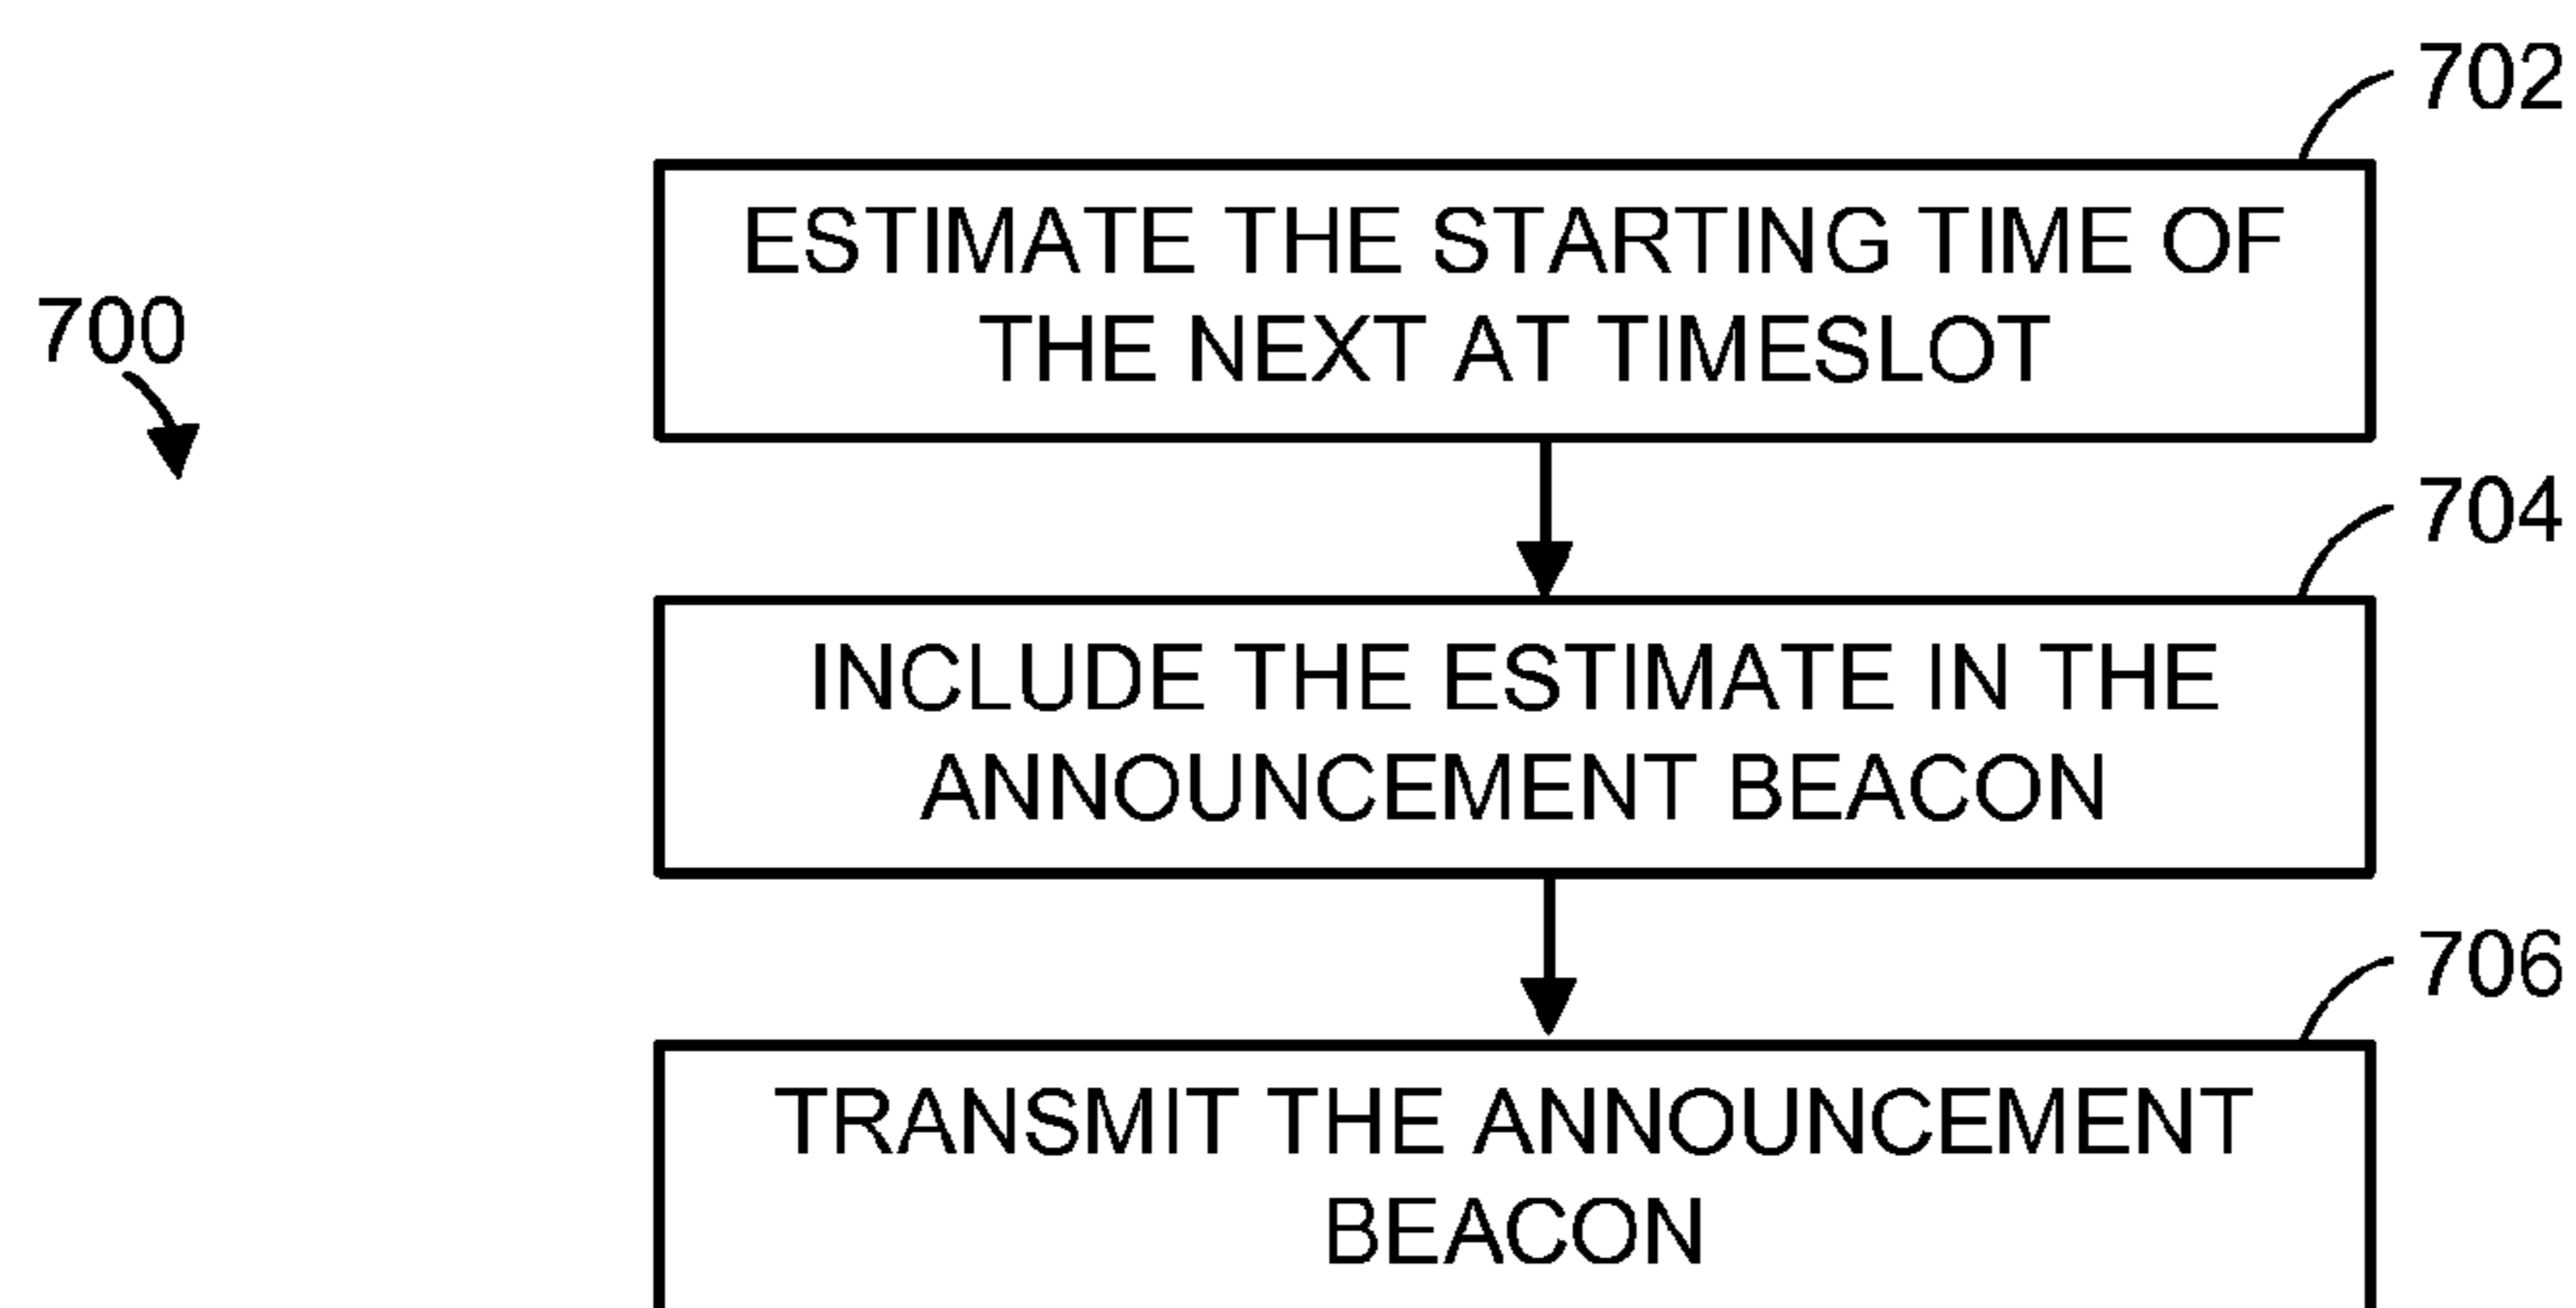 702
ESTIMATE THE STARTING TIME OF
THE NEXT AT TIMESLOT
700
704
INCLUDE THE ESTIMATE IN THE
ANNOUNCEMENT BEACON
706
TRANSMIT THE ANNOUNCEMENT
BEACON